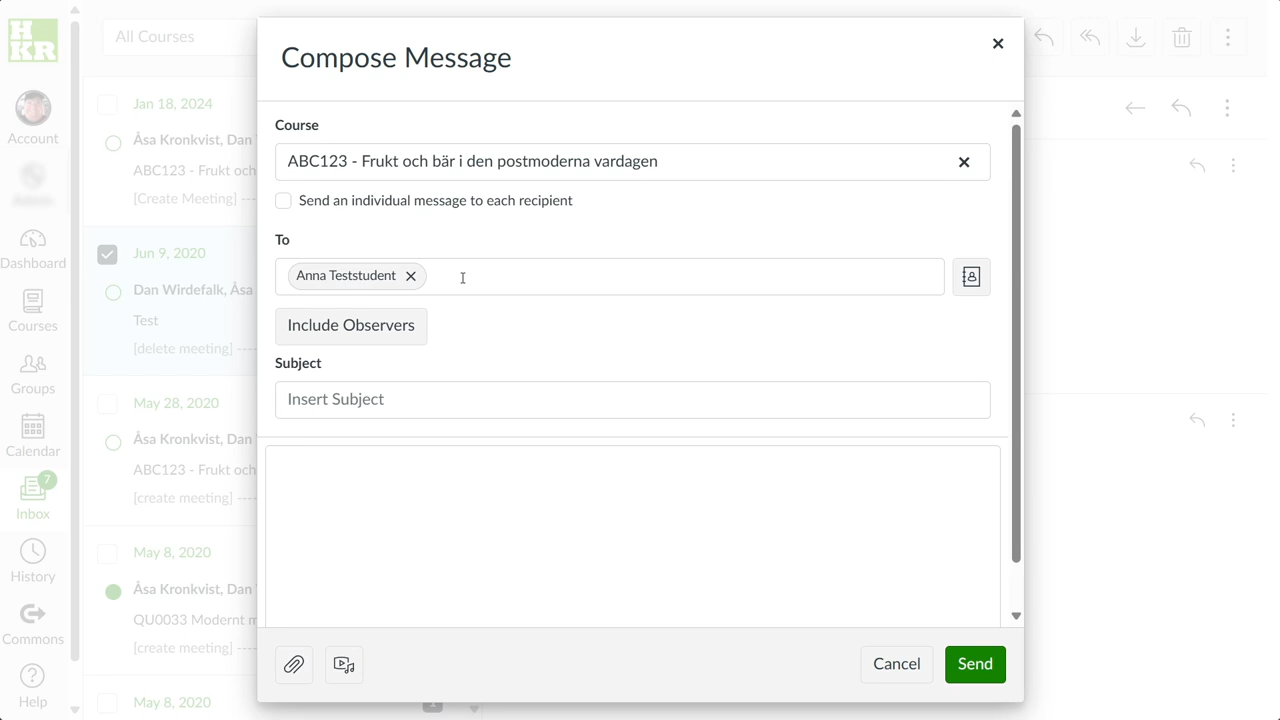 HKR
Account
Dashboard
Courses
Groups
Calendar
7
Inbox
History
Commons
Help
All Courses
Jan 18, 2024
Åsa Kronkvist, Dan
ABC123 - Frukt och
[Create Meeting] ---
Jun 9, 2020
Dan Wirdefalk, Åsa
Test
[delete meeting] ----
May 28, 2020
Åsa Kronkvist, Dan
ABC123 - Frukt och
[create meeting] ----
May 8, 2020
Åsa Kronkvist, Dan
QU0033 Modernt
[create meeting] ----
May 8, 2020
Compose Message
Course
ABC123 - Frukt och bär i den postmoderna vardagen
Send an individual message to each recipient
To
Anna Teststudent
Include Observers
Subject
Insert Subject
Cancel
Send